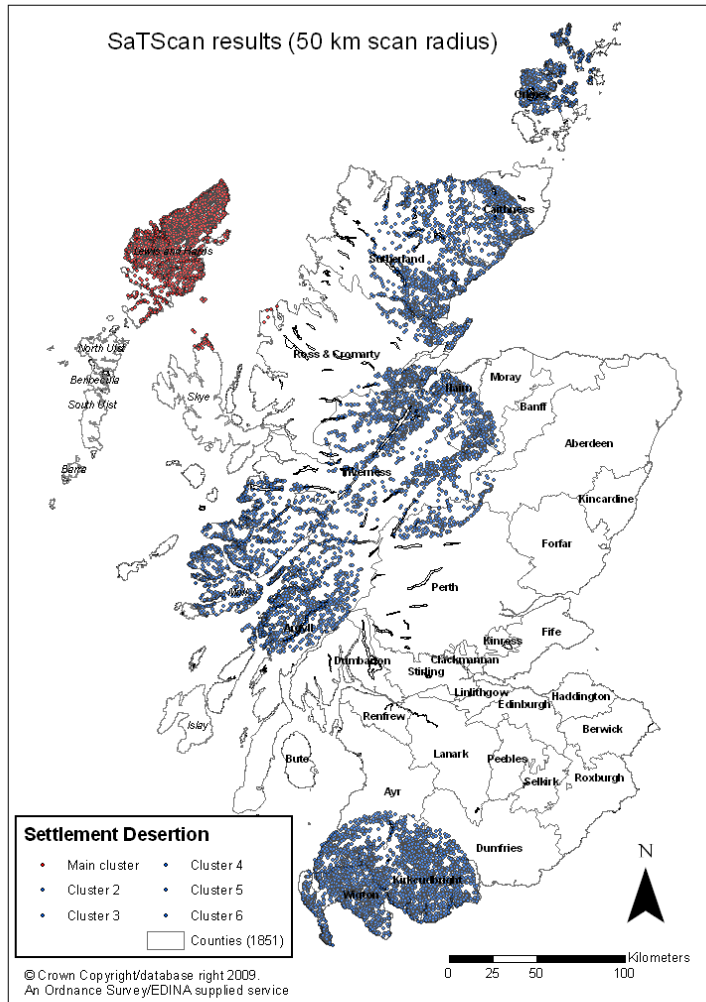 SaTScan results (50 km scan radius)
Orkney
Caithness
Lewis and Harris
Sutherland
North Uist
Ross & Cromarty
Benbecula
Skye
Nairn
Moray
South Uist
Banff
Aberdeen
Barra
Inverness
Kincardine
Forfar
Mull
Perth
Argyll
Fife
Kinross
Dumbarton
Clackmannan
Stirling
Linlithgow
Haddington
Edinburgh
Islay
Renfrew
Berwick
Bute
Lanark
Peebles
Roxburgh
Selkirk
Ayr
Dumfries
Kirkcudbright
Wigton
Settlement Desertion
Main cluster
Cluster 4
Cluster 2
Cluster 5
Cluster 3
Cluster 6
Counties (1851)
N
Kilometers
0 12.5 25 50 75 100
© Crown Copyright/database right 2009.
An Ordnance Survey/EDINA supplied service